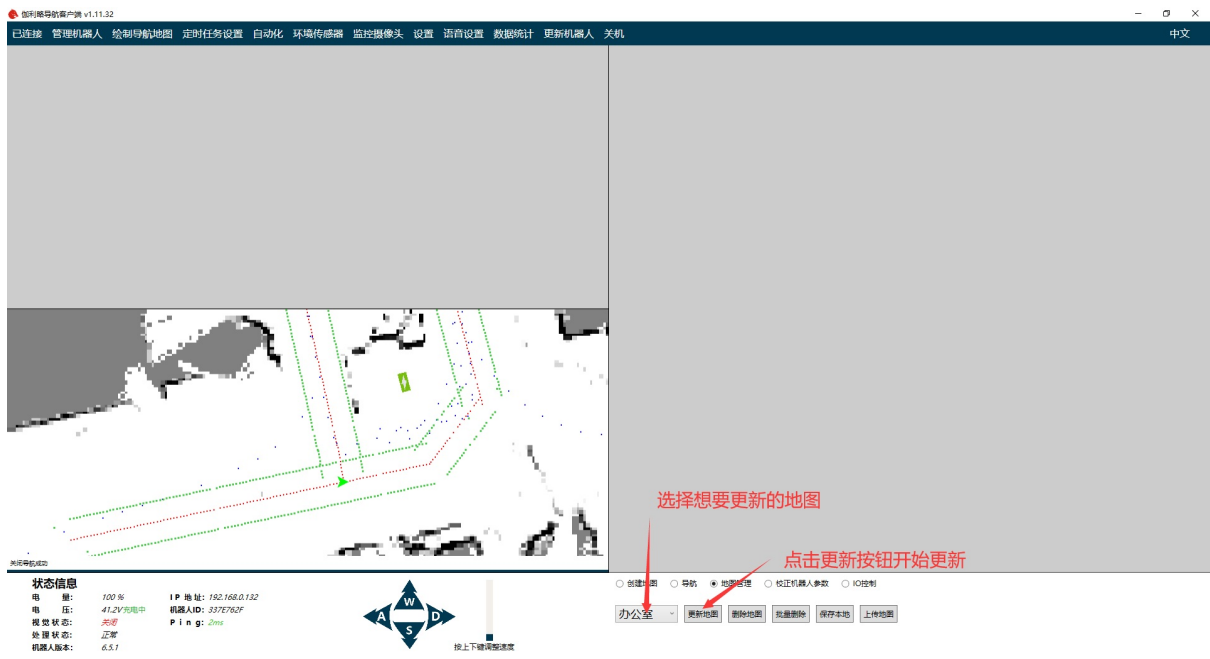 伽利略导航客户端 v1.11.32
已连接 管理机器人 绘制导航地图 定时任务设置 自动化 环境传感器 监控摄像头 设置 语音设置 数据统计 更新机器人 关机 中文
选择想要更新的地图
点击更新按钮开始更新
关闭导航成功
状态信息
电 量: 100 % I P 地 址: 192.168.0.132
电 压: 41.2V充电中 机器人ID: 337E762F
视 觉 状 态: 关闭 P i n g: 2ms
处 理 状 态: 正常
机器人版本: 6.5.1
W
A D
S
按上下键调整速度
创建地图 导航 地图管理 校正机器人参数 IO控制
办公室 更新地图 删除地图 批量删除 保存本地 上传地图